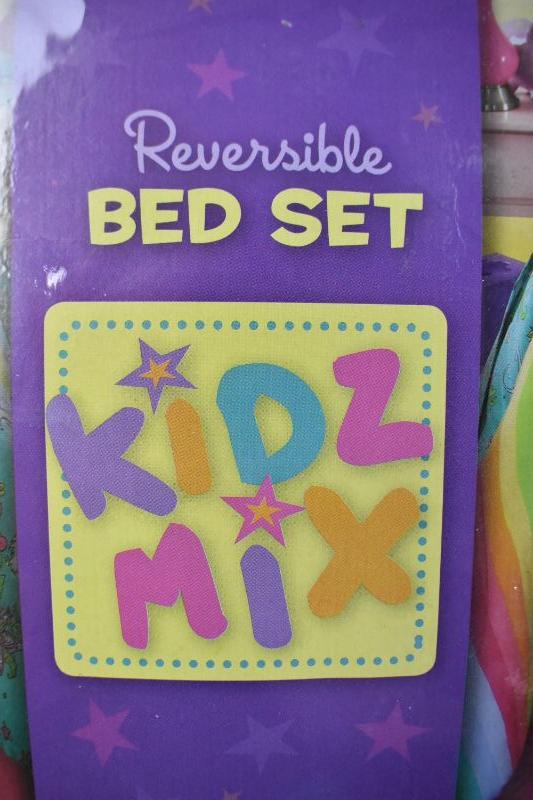 Reversible
BED SET
KiDZ
MiX